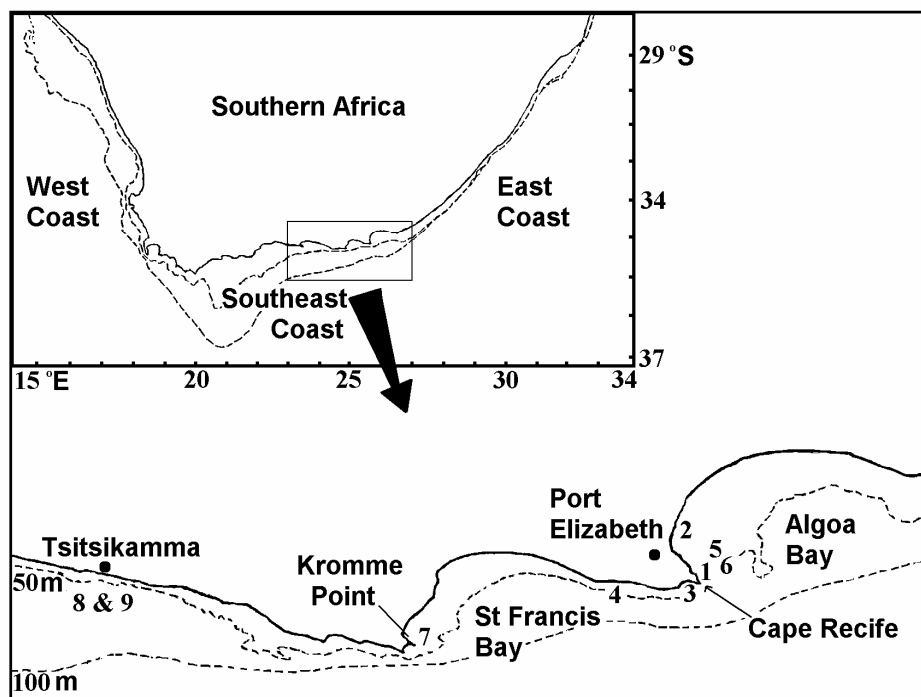 29 °S
Southern Africa
West
Coast
East
Coast
34
Southeast
Coast
37
15 °E 20 25 30 34
Port
Elizabeth
2
Algoa
Bay
Tsitsikamma
Kromme
Point
5
6
1
50m
8 & 9
4
3
St Francis
Bay
7
Cape Recife
100 m